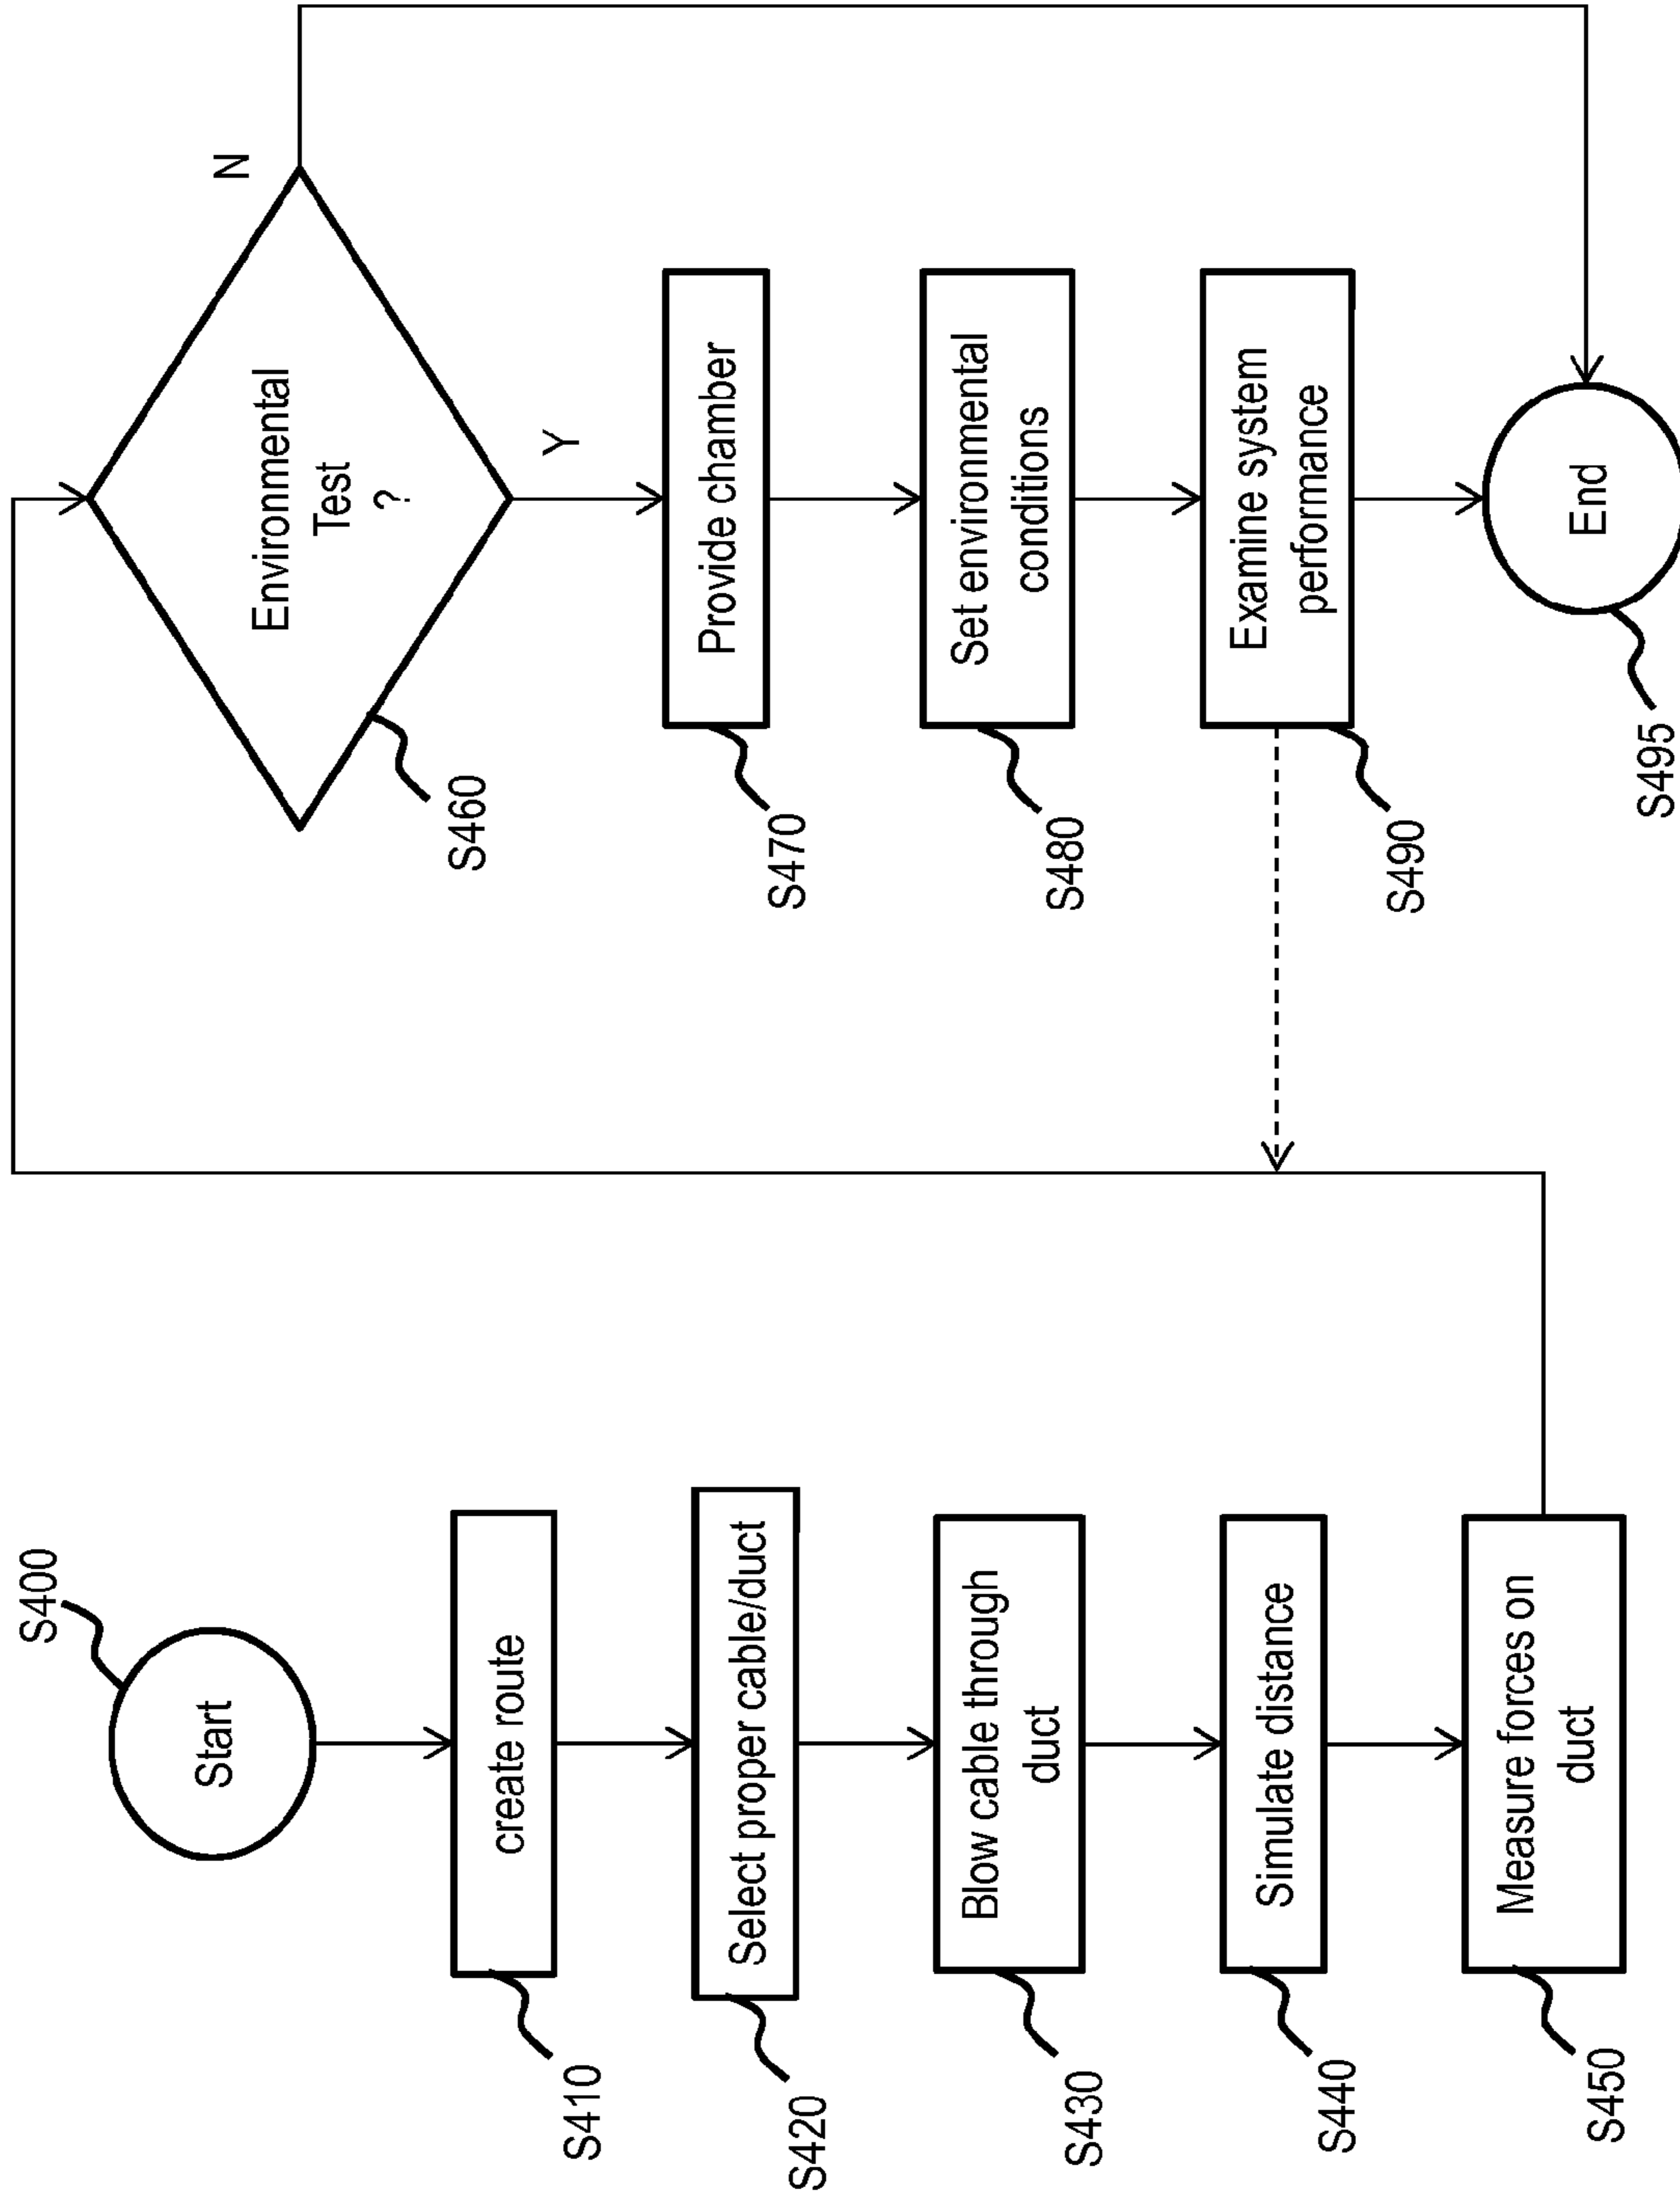 S400
Start
create route
S410
Select proper cable/duct
S420
Blow cable through
duct
S430
Simulate distance
S440
Measure forces on
duct
S450
Environmental
Test
?
N
Y
S460
Provide chamber
S470
Set environmental
conditions
S480
Examine system
performance
S490
End
S495